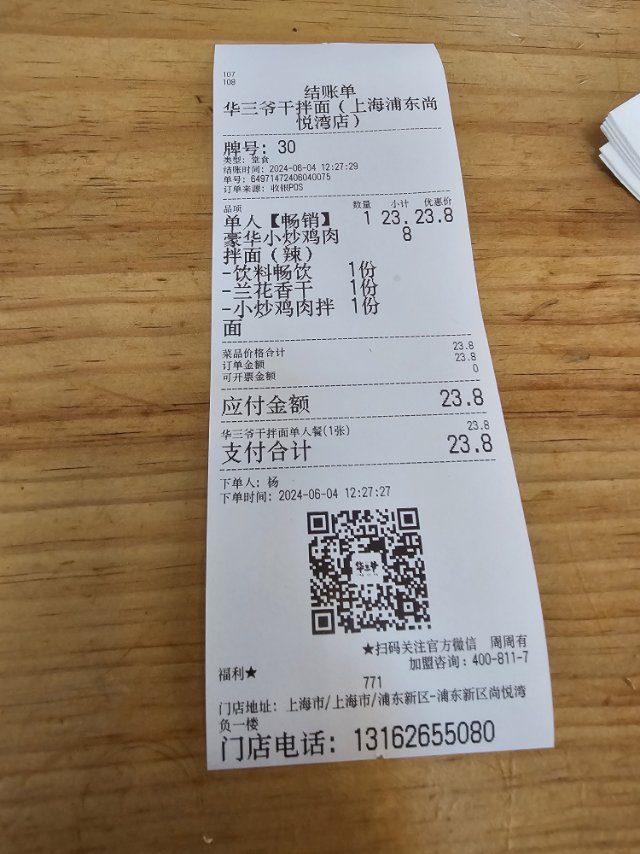 107
108
结账单
华三爷干拌面（上海浦东尚
悦湾店）
牌号: 30
类型: 堂食
结账时间: 2024-06-04 12:27:29
单号: 64971472406040075
订单来源: 收银POS
品项 数量 小计 优惠价
单人【畅销】 1 23. 23.8
豪华小炒鸡肉 8
拌面（辣）
-饮料畅饮 1份
-兰花香干 1份
-小炒鸡肉拌 1份
面
菜品价格合计 23.8
订单金额 23.8
可开票金额 0
应付金额 23.8
华三爷干拌面单人餐(1张) 23.8
支付合计 23.8
下单人: 杨
下单时间: 2024-06-04 12:27:27
华三爷
★扫码关注官方微信 周周有
福利★ 加盟咨询: 400-811-7
771
门店地址: 上海市/上海市/浦东新区-浦东新区尚悦湾
负一楼
门店电话: 13162655080